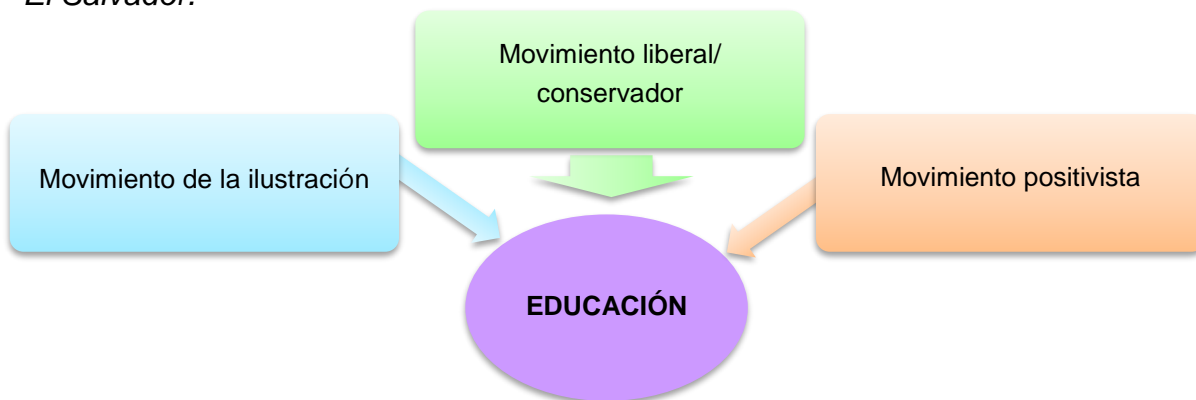 El Salvador.
Movimiento liberal/
conservador
Movimiento de la ilustración
Movimiento positivista
EDUCACIÓN